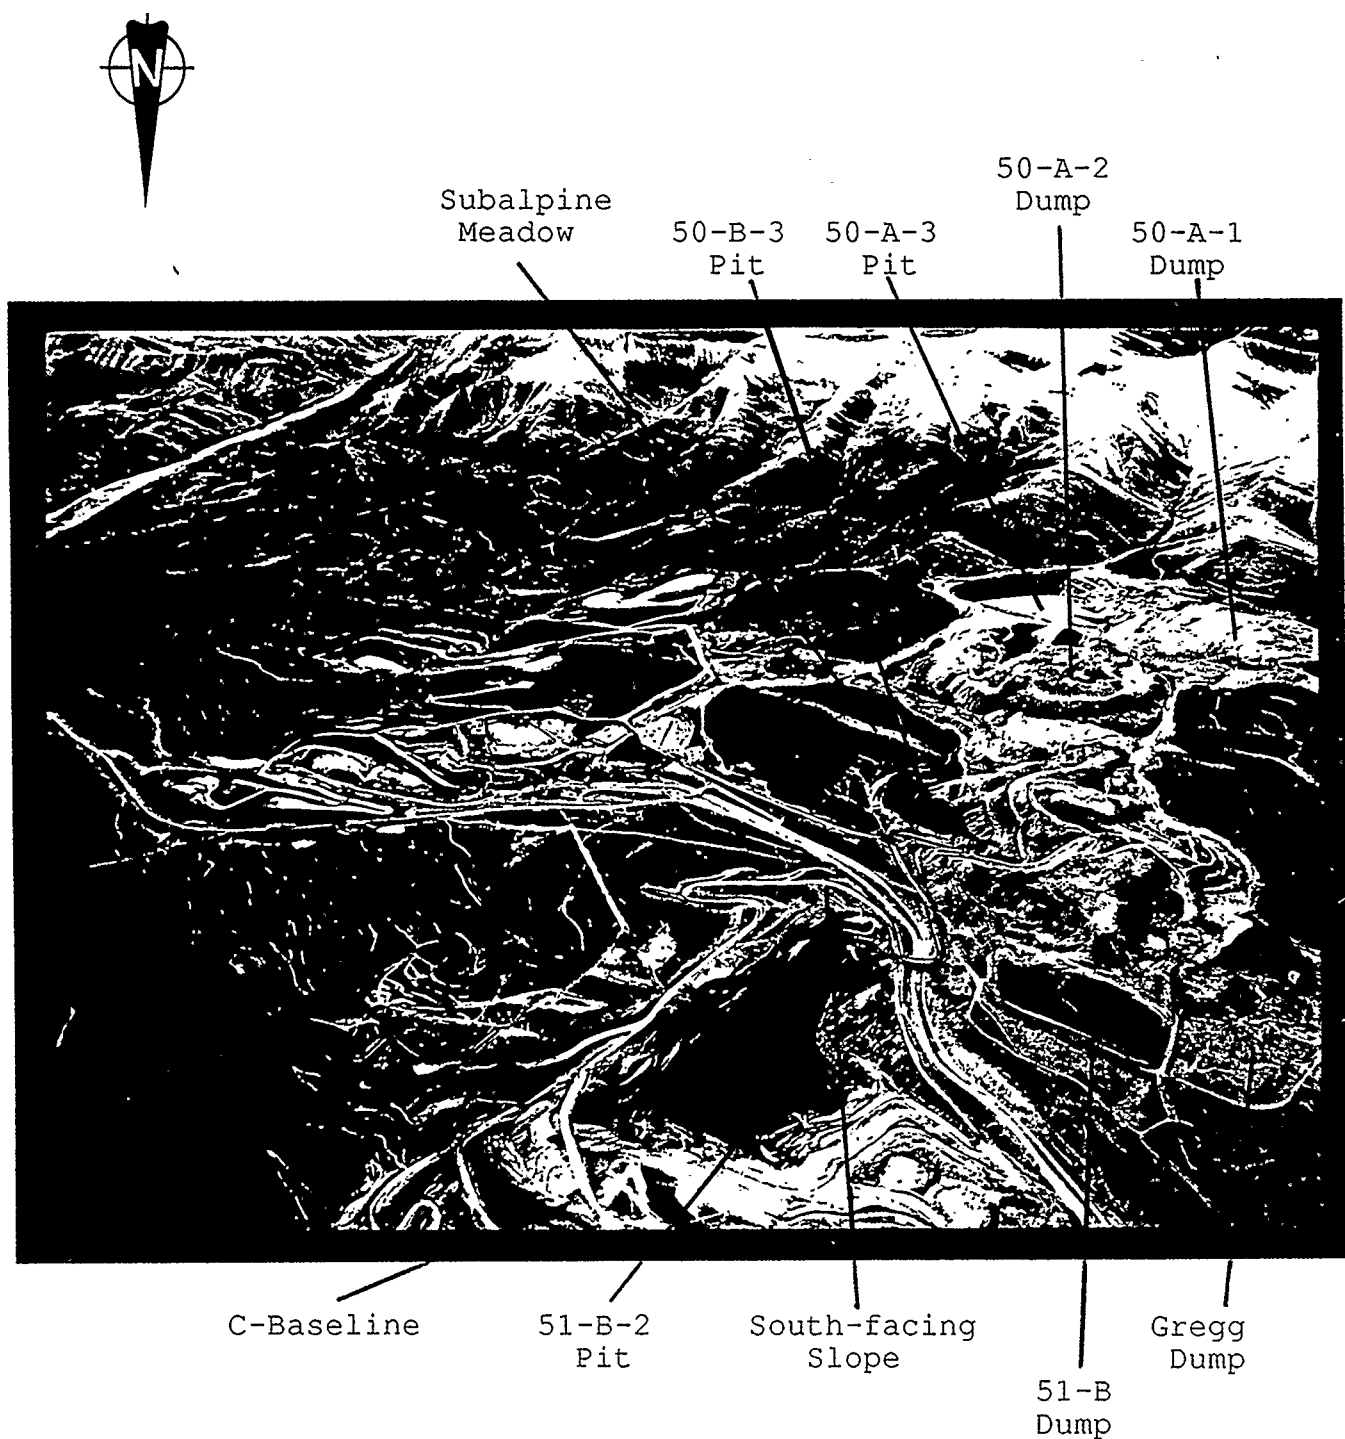 N
50-A-2
Dump
Subalpine
Meadow
50-B-3
Pit
50-A-3
Pit
50-A-1
Dump
C-Baseline
51-B-2
Pit
South-facing
Slope
Gregg
Dump
51-B
Dump